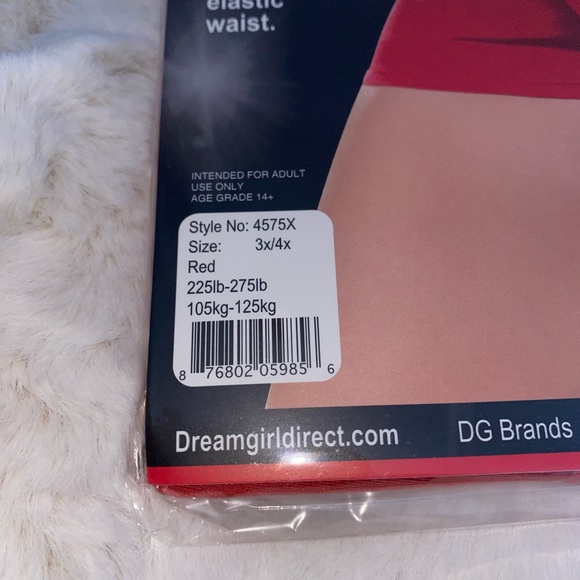 elastic
waist.
INTENDED FOR ADULT
USE ONLY
AGE GRADE 14+
Style No: 4575X
Size: 3x/4x
Red
225lb-275lb
105kg-125kg
8 76802 05985 6
Dreamgirldirect.com
DG Brands